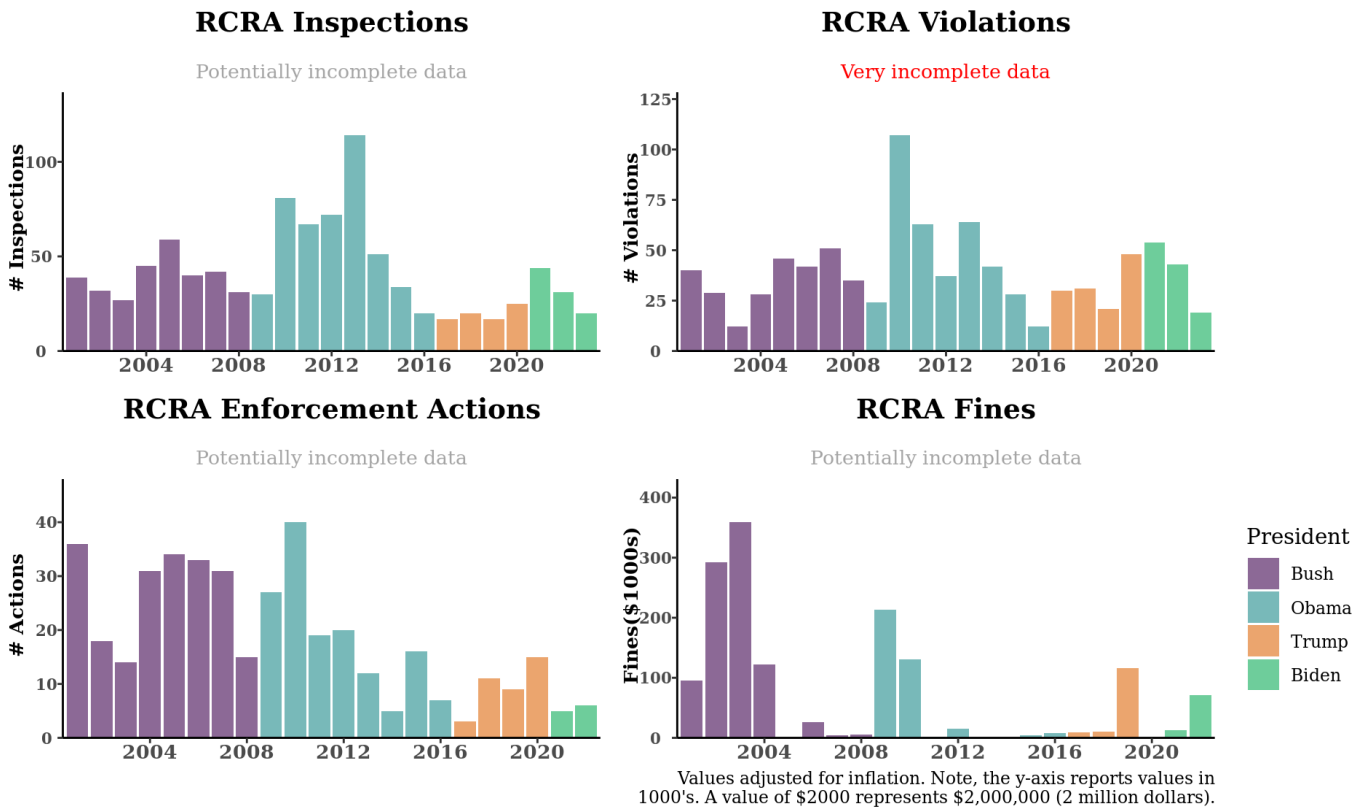 RCRA Inspections
Potentially incomplete data
# Inspections
100
50
0
2004 2008 2012 2016 2020
RCRA Violations
Very incomplete data
# Violations
125
100
75
50
25
0
2004 2008 2012 2016 2020
RCRA Enforcement Actions
Potentially incomplete data
# Actions
40
30
20
10
0
2004 2008 2012 2016 2020
RCRA Fines
Potentially incomplete data
Fines($1000s)
400
300
200
100
0
2004 2008 2012 2016 2020
President
Bush
Obama
Trump
Biden
Values adjusted for inflation. Note, the y-axis reports values in
1000's. A value of $2000 represents $2,000,000 (2 million dollars).